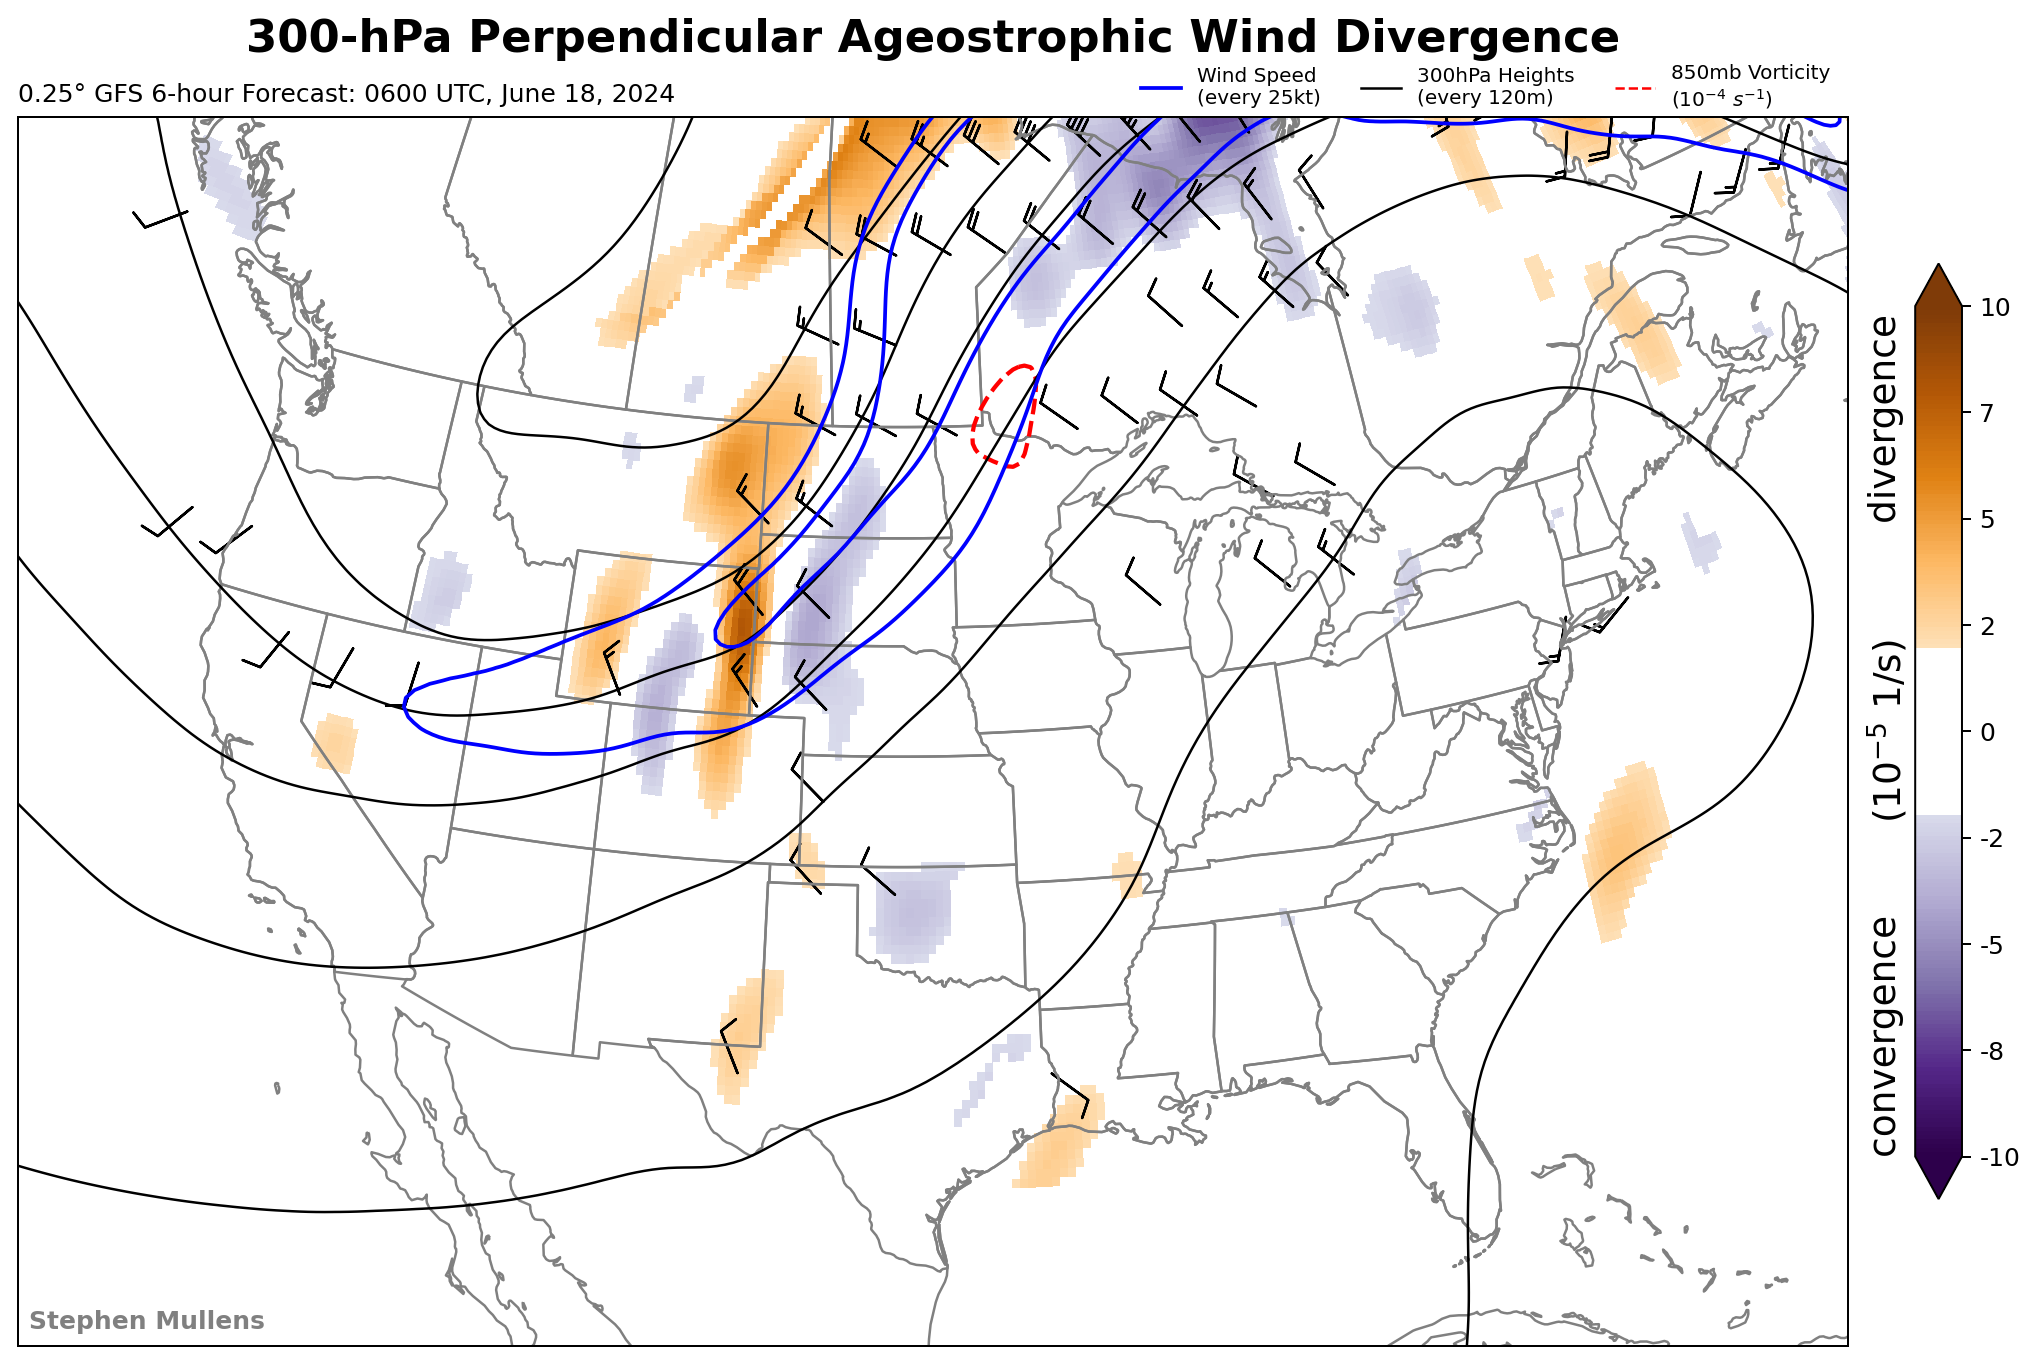 300-hPa Perpendicular Ageostrophic Wind Divergence
0.25° GFS 6-hour Forecast: 0600 UTC, June 18, 2024
Wind Speed
(every 25kt)
300hPa Heights
(every 120m)
850mb Vorticity
(10⁻⁴ s⁻¹)
10
7
5
2
0
-2
-5
-8
-10
convergence (10⁻⁵ 1/s) divergence
Stephen Mullens